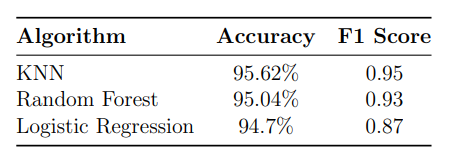 Algorithm Accuracy F1 Score
KNN 95.62% 0.95
Random Forest 95.04% 0.93
Logistic Regression 94.7% 0.87